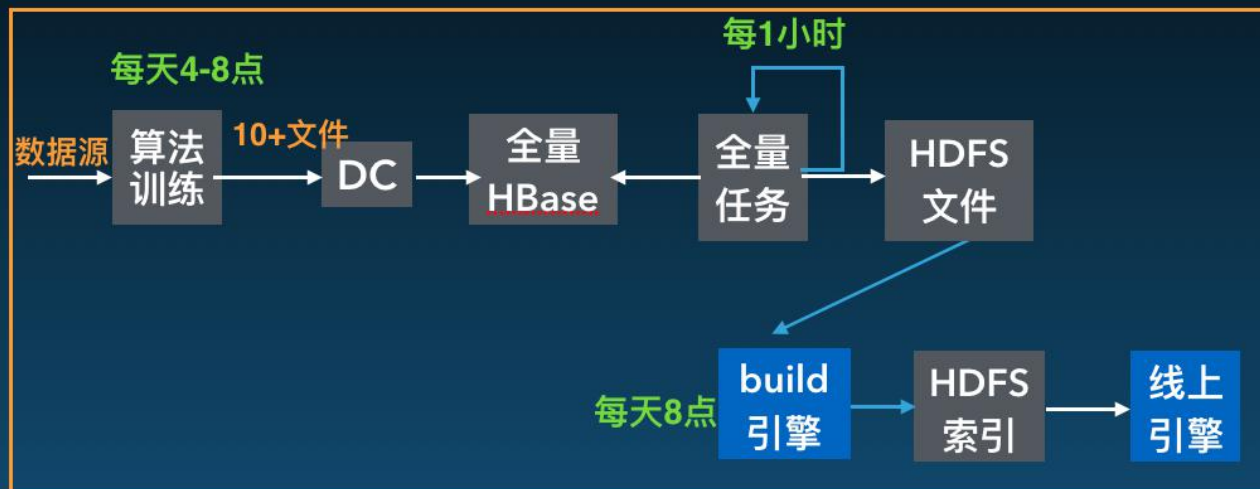 每1小时
每天4-8点
数据源
算法
训练
10+文件
DC
全量
HBase
全量
任务
HDFS
文件
每天8点
build
引擎
HDFS
索引
线上
引擎